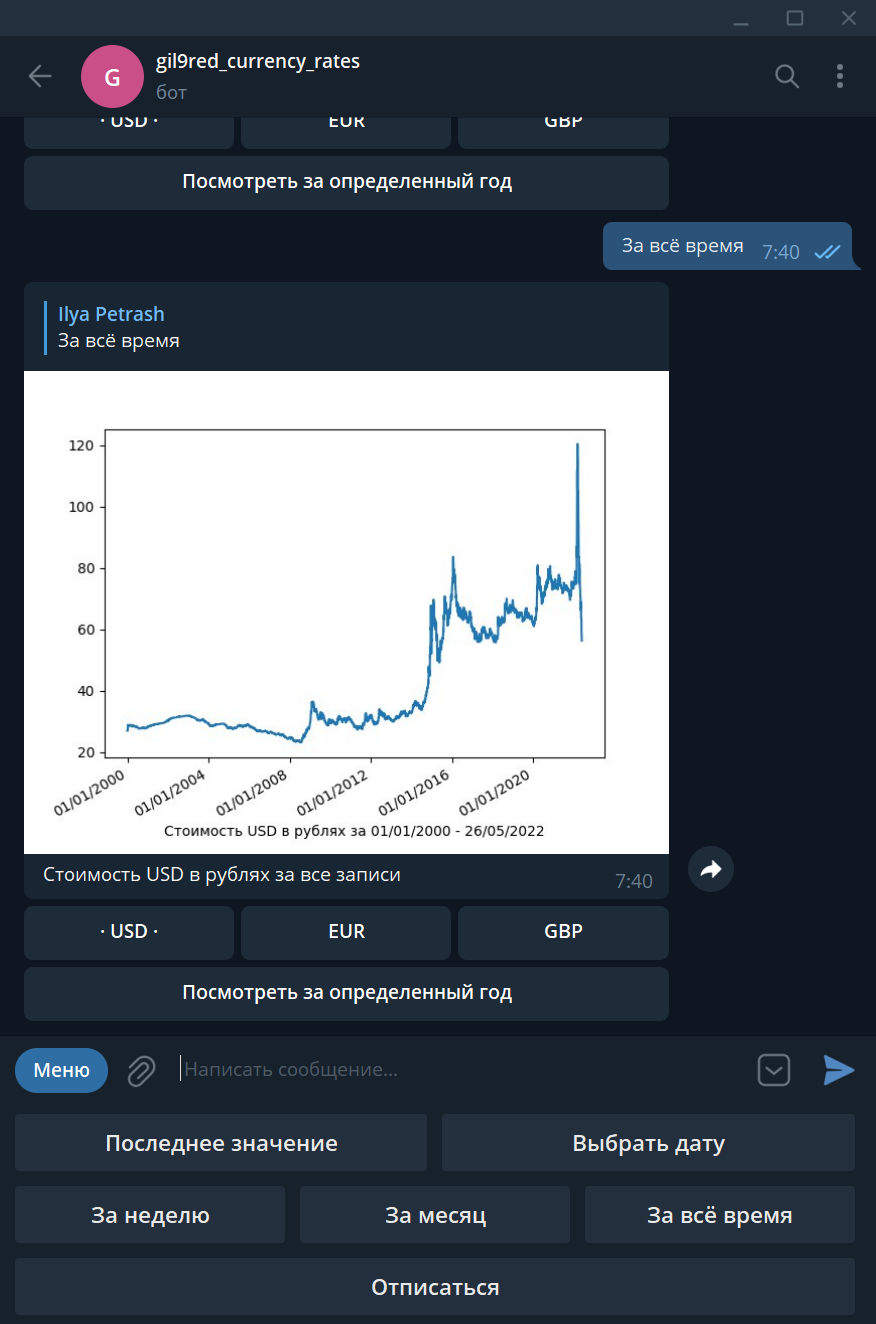 gil9red_currency_rates
G
бот
· USD ·
EUR
GBP
Посмотреть за определенный год
За всё время
7:40
Ilya Petrash
За всё время
120
100
80
60
40
20
01/01/2000
01/01/2004
01/01/2008
01/01/2012
01/01/2016
01/01/2020
Стоимость USD в рублях за 01/01/2000 - 26/05/2022
Стоимость USD в рублях за все записи
7:40
· USD ·
EUR
GBP
Посмотреть за определенный год
Меню
Написать сообщение...
Последнее значение
Выбрать дату
За неделю
За месяц
За всё время
Отписаться